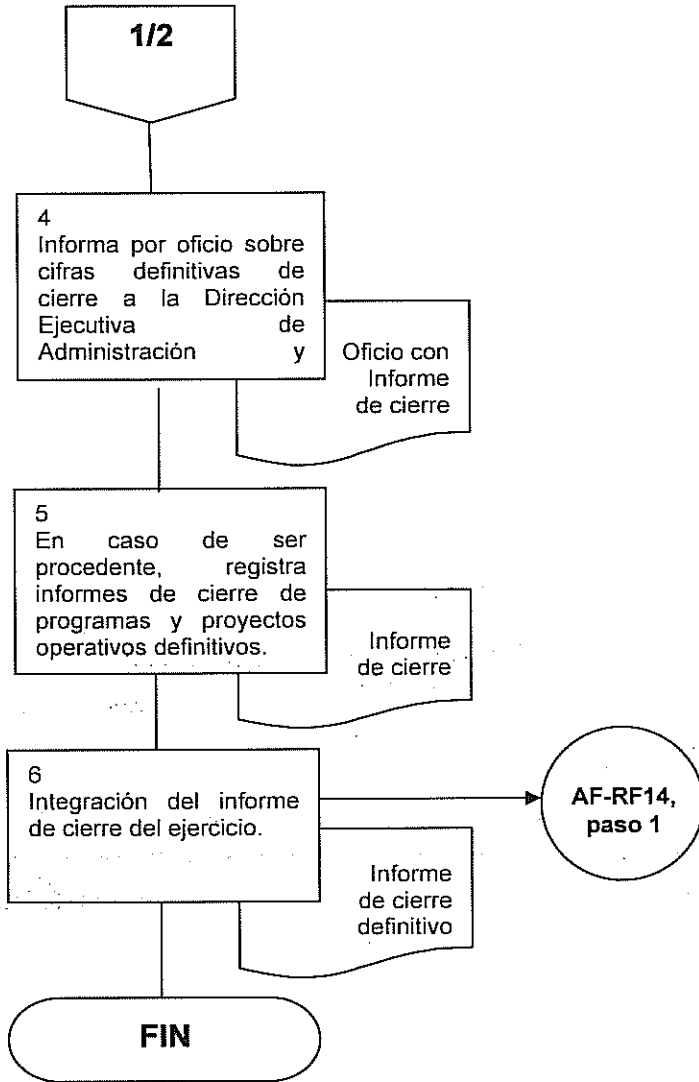 1/2
4
Informa por oficio sobre
cifras definitivas de
cierre a la Dirección
Ejecutiva de
Administración y
Oficio con
Informe
de cierre
5
En caso de ser
procedente, registra
informes de cierre de
programas y proyectos
operativos definitivos.
Informe
de cierre
6
Integración del informe
de cierre del ejercicio.
AF-RF14,
paso 1
Informe
de cierre
definitivo
FIN